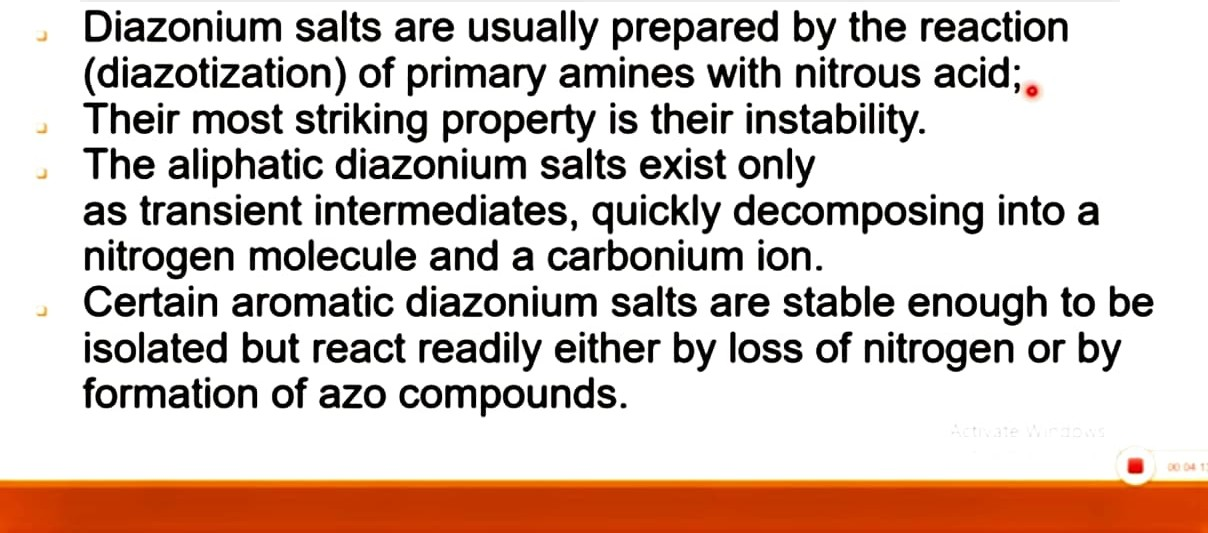 Diazonium salts are usually prepared by the reaction
(diazotization) of primary amines with nitrous acid;
Their most striking property is their instability.
The aliphatic diazonium salts exist only
as transient intermediates, quickly decomposing into a
nitrogen molecule and a carbonium ion.
Certain aromatic diazonium salts are stable enough to be
isolated but react readily either by loss of nitrogen or by
formation of azo compounds.
Activate Windows